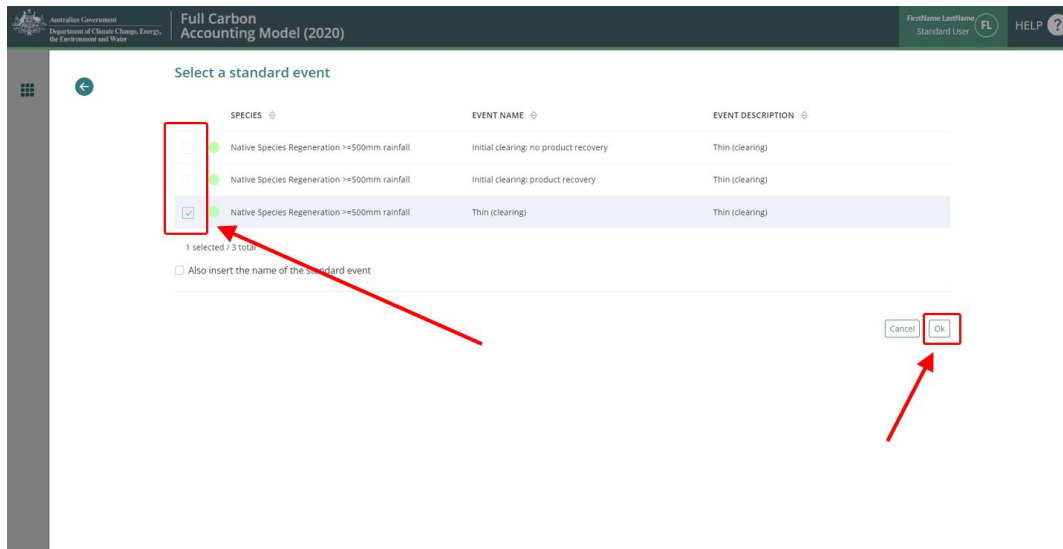 Australian Government
Department of Climate Change, Energy,
the Environment and Water
Full Carbon
Accounting Model (2020)
FirstName LastName
Standard User
FL
HELP ?
Select a standard event
SPECIES EVENT NAME EVENT DESCRIPTION
Native Species Regeneration >=500mm rainfall Initial clearing: no product recovery Thin (clearing)
Native Species Regeneration >=500mm rainfall Initial clearing: product recovery Thin (clearing)
Native Species Regeneration >=500mm rainfall Thin (clearing) Thin (clearing)
1 selected / 3 total
Also insert the name of the standard event
Cancel Ok